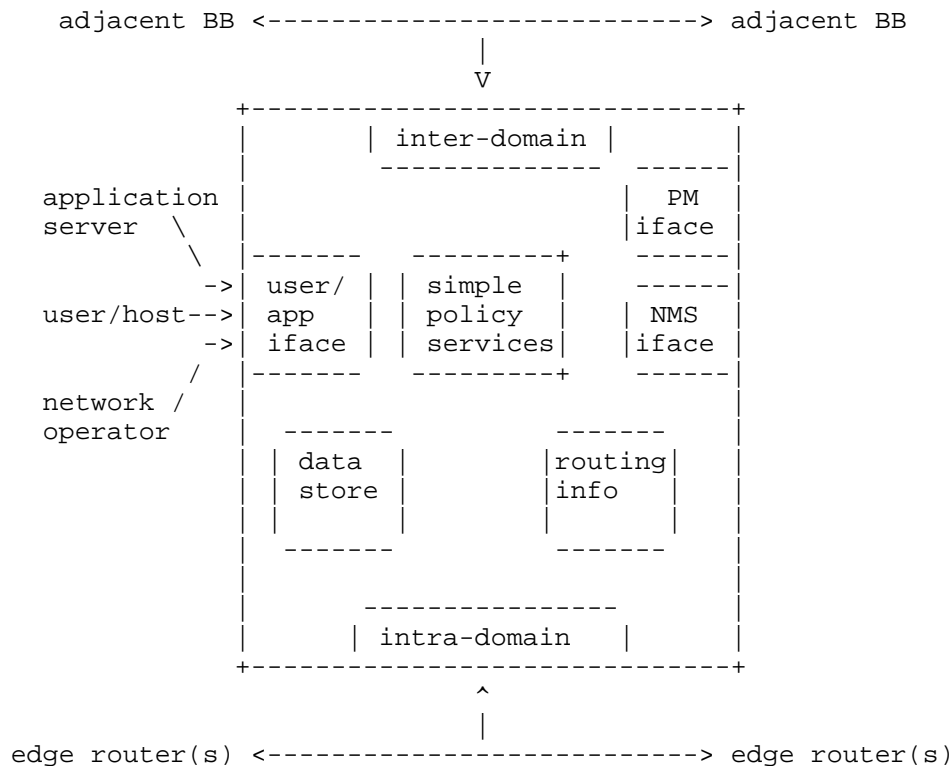 adjacent BB <---------------------------> adjacent BB
|
V
inter-domain
application PM
server iface
user/ simple
user/host--> app policy NMS
iface services iface
network
operator
data routing
store info
intra-domain
^
|
edge router(s) <---------------------------> edge router(s)